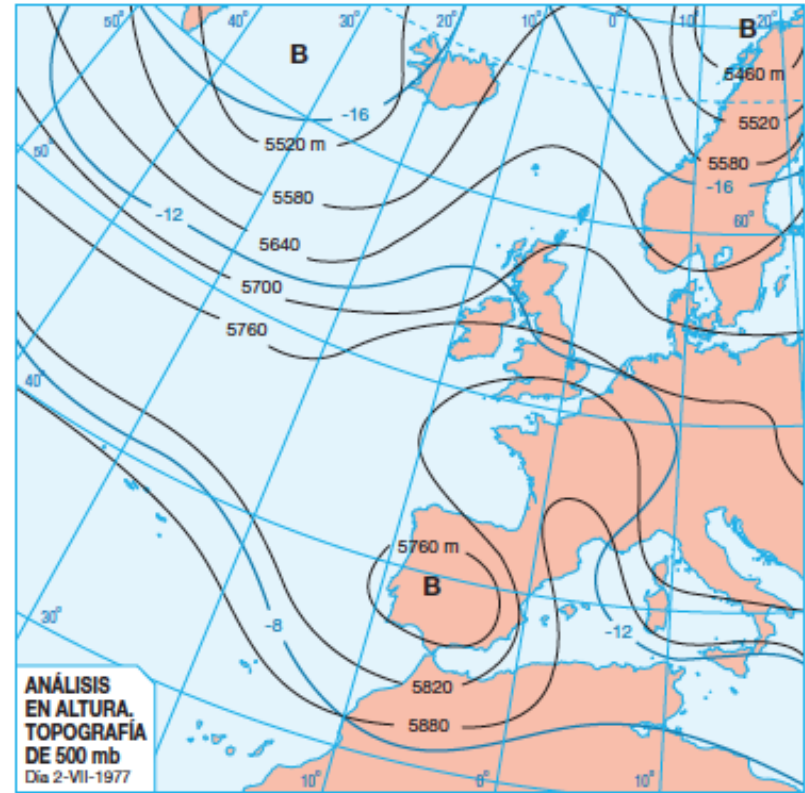 50°
40°
30°
20°
10°
0°
10°
20°
B
B
5460 m
-16
5520
5520 m
5580
50°
-16
5580
-12
60°
5640
5700
5760
40°
5760 m
B
30°
-8
-12
ANÁLISIS
EN ALTURA.
TOPOGRAFÍA
DE 500 mb
Día 2-VII-1977
5820
5880
10°
0°
10°